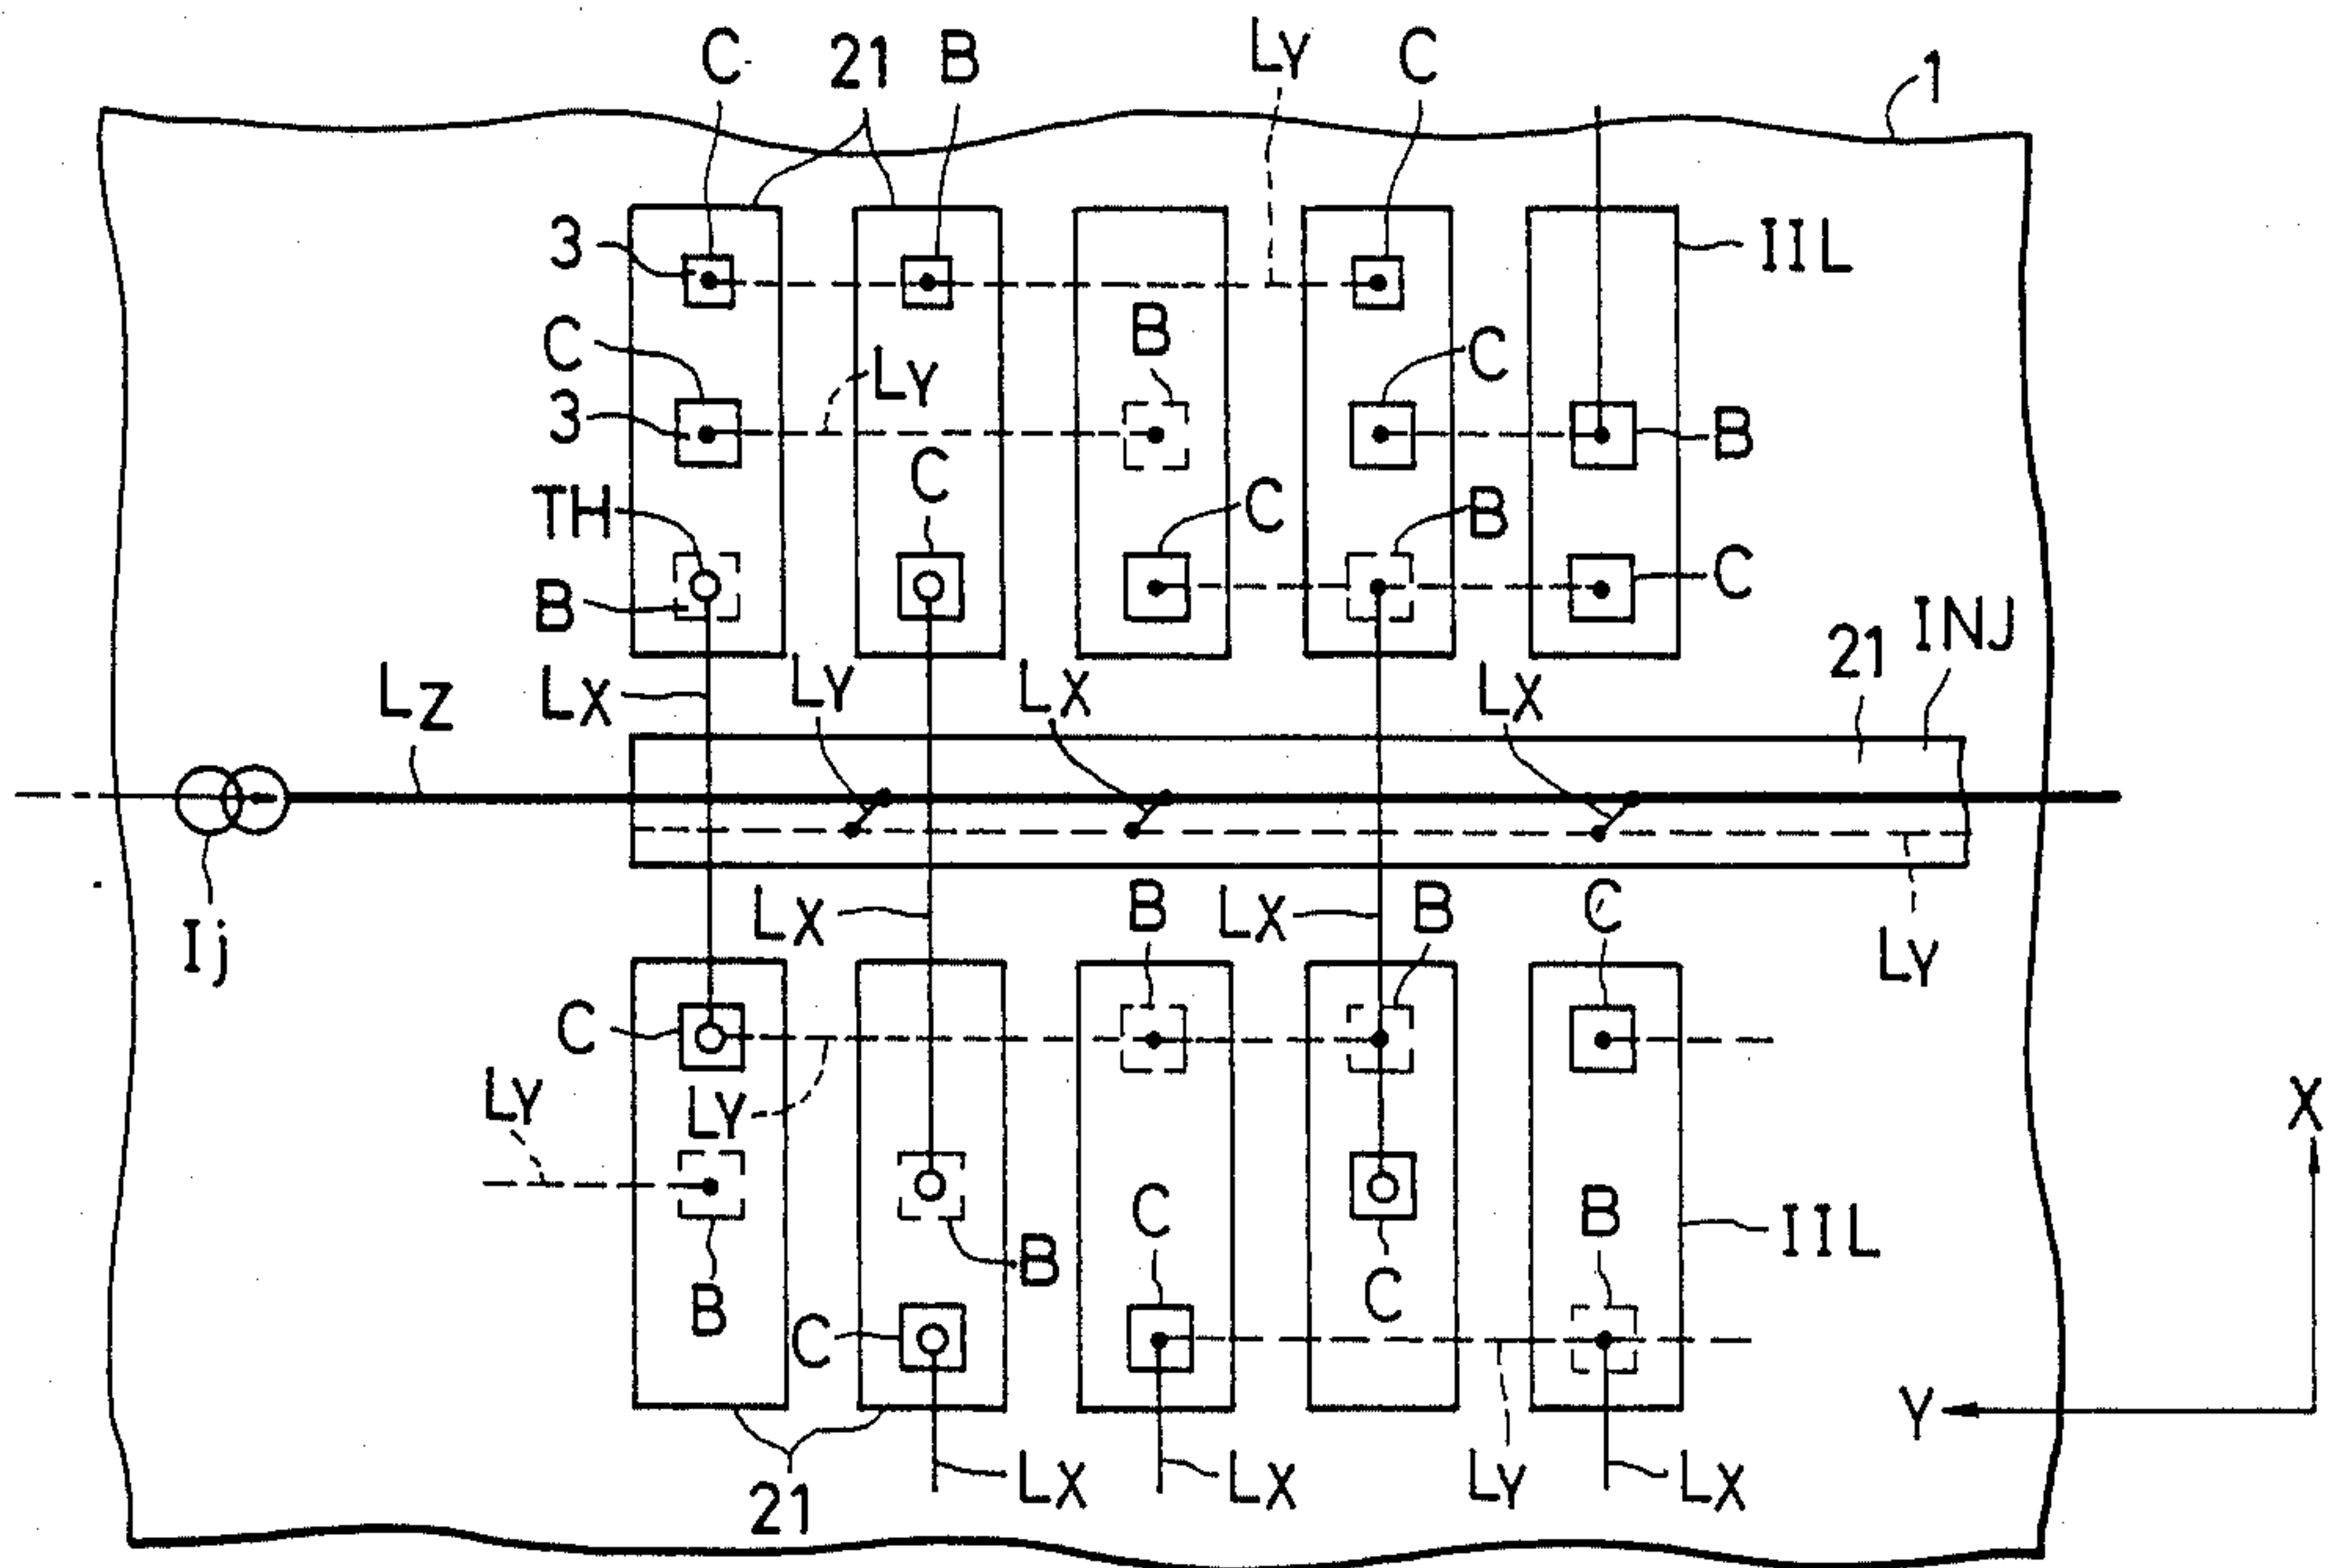 C 21 B LY C 1
3 IIL
C B
LY C
3 B
C
TH C B
B C
21 INJ
LZ LX LY LX LX
Ij LX B LX B C
LY
C
LY LY X
B C B IIL
B C
C Y
21 LX LX LY LX